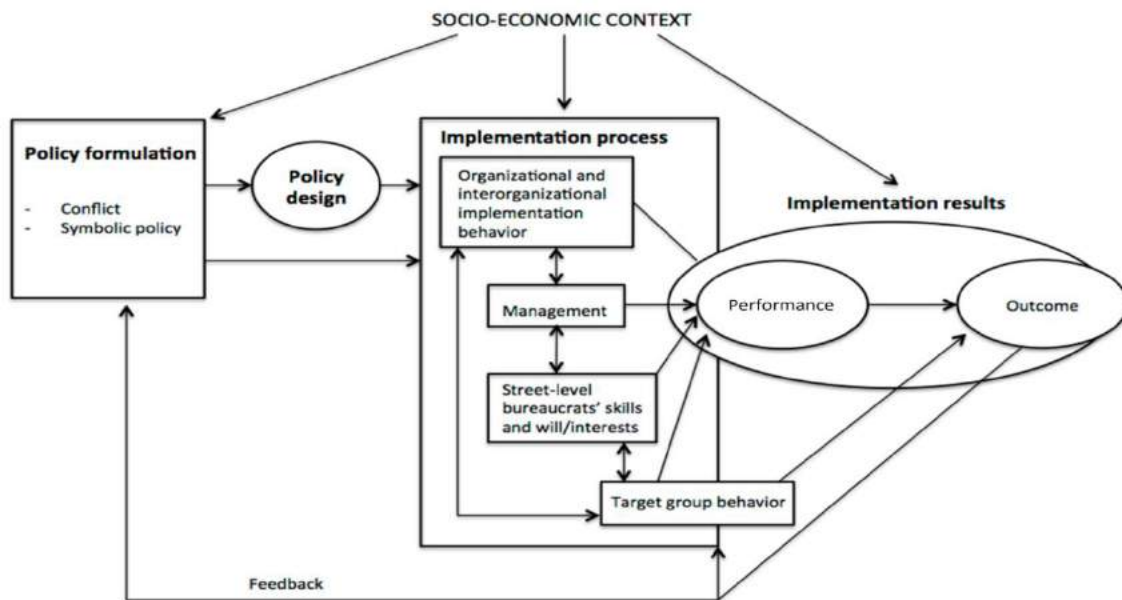 SOCIO-ECONOMIC CONTEXT
Policy formulation
- Conflict
- Symbolic policy
Policy
design
Implementation process
Organizational and
interorganizational
implementation
behavior
Management
Street-level
bureaucrats' skills
and will/interests
Target group behavior
Implementation results
Performance
Outcome
Feedback